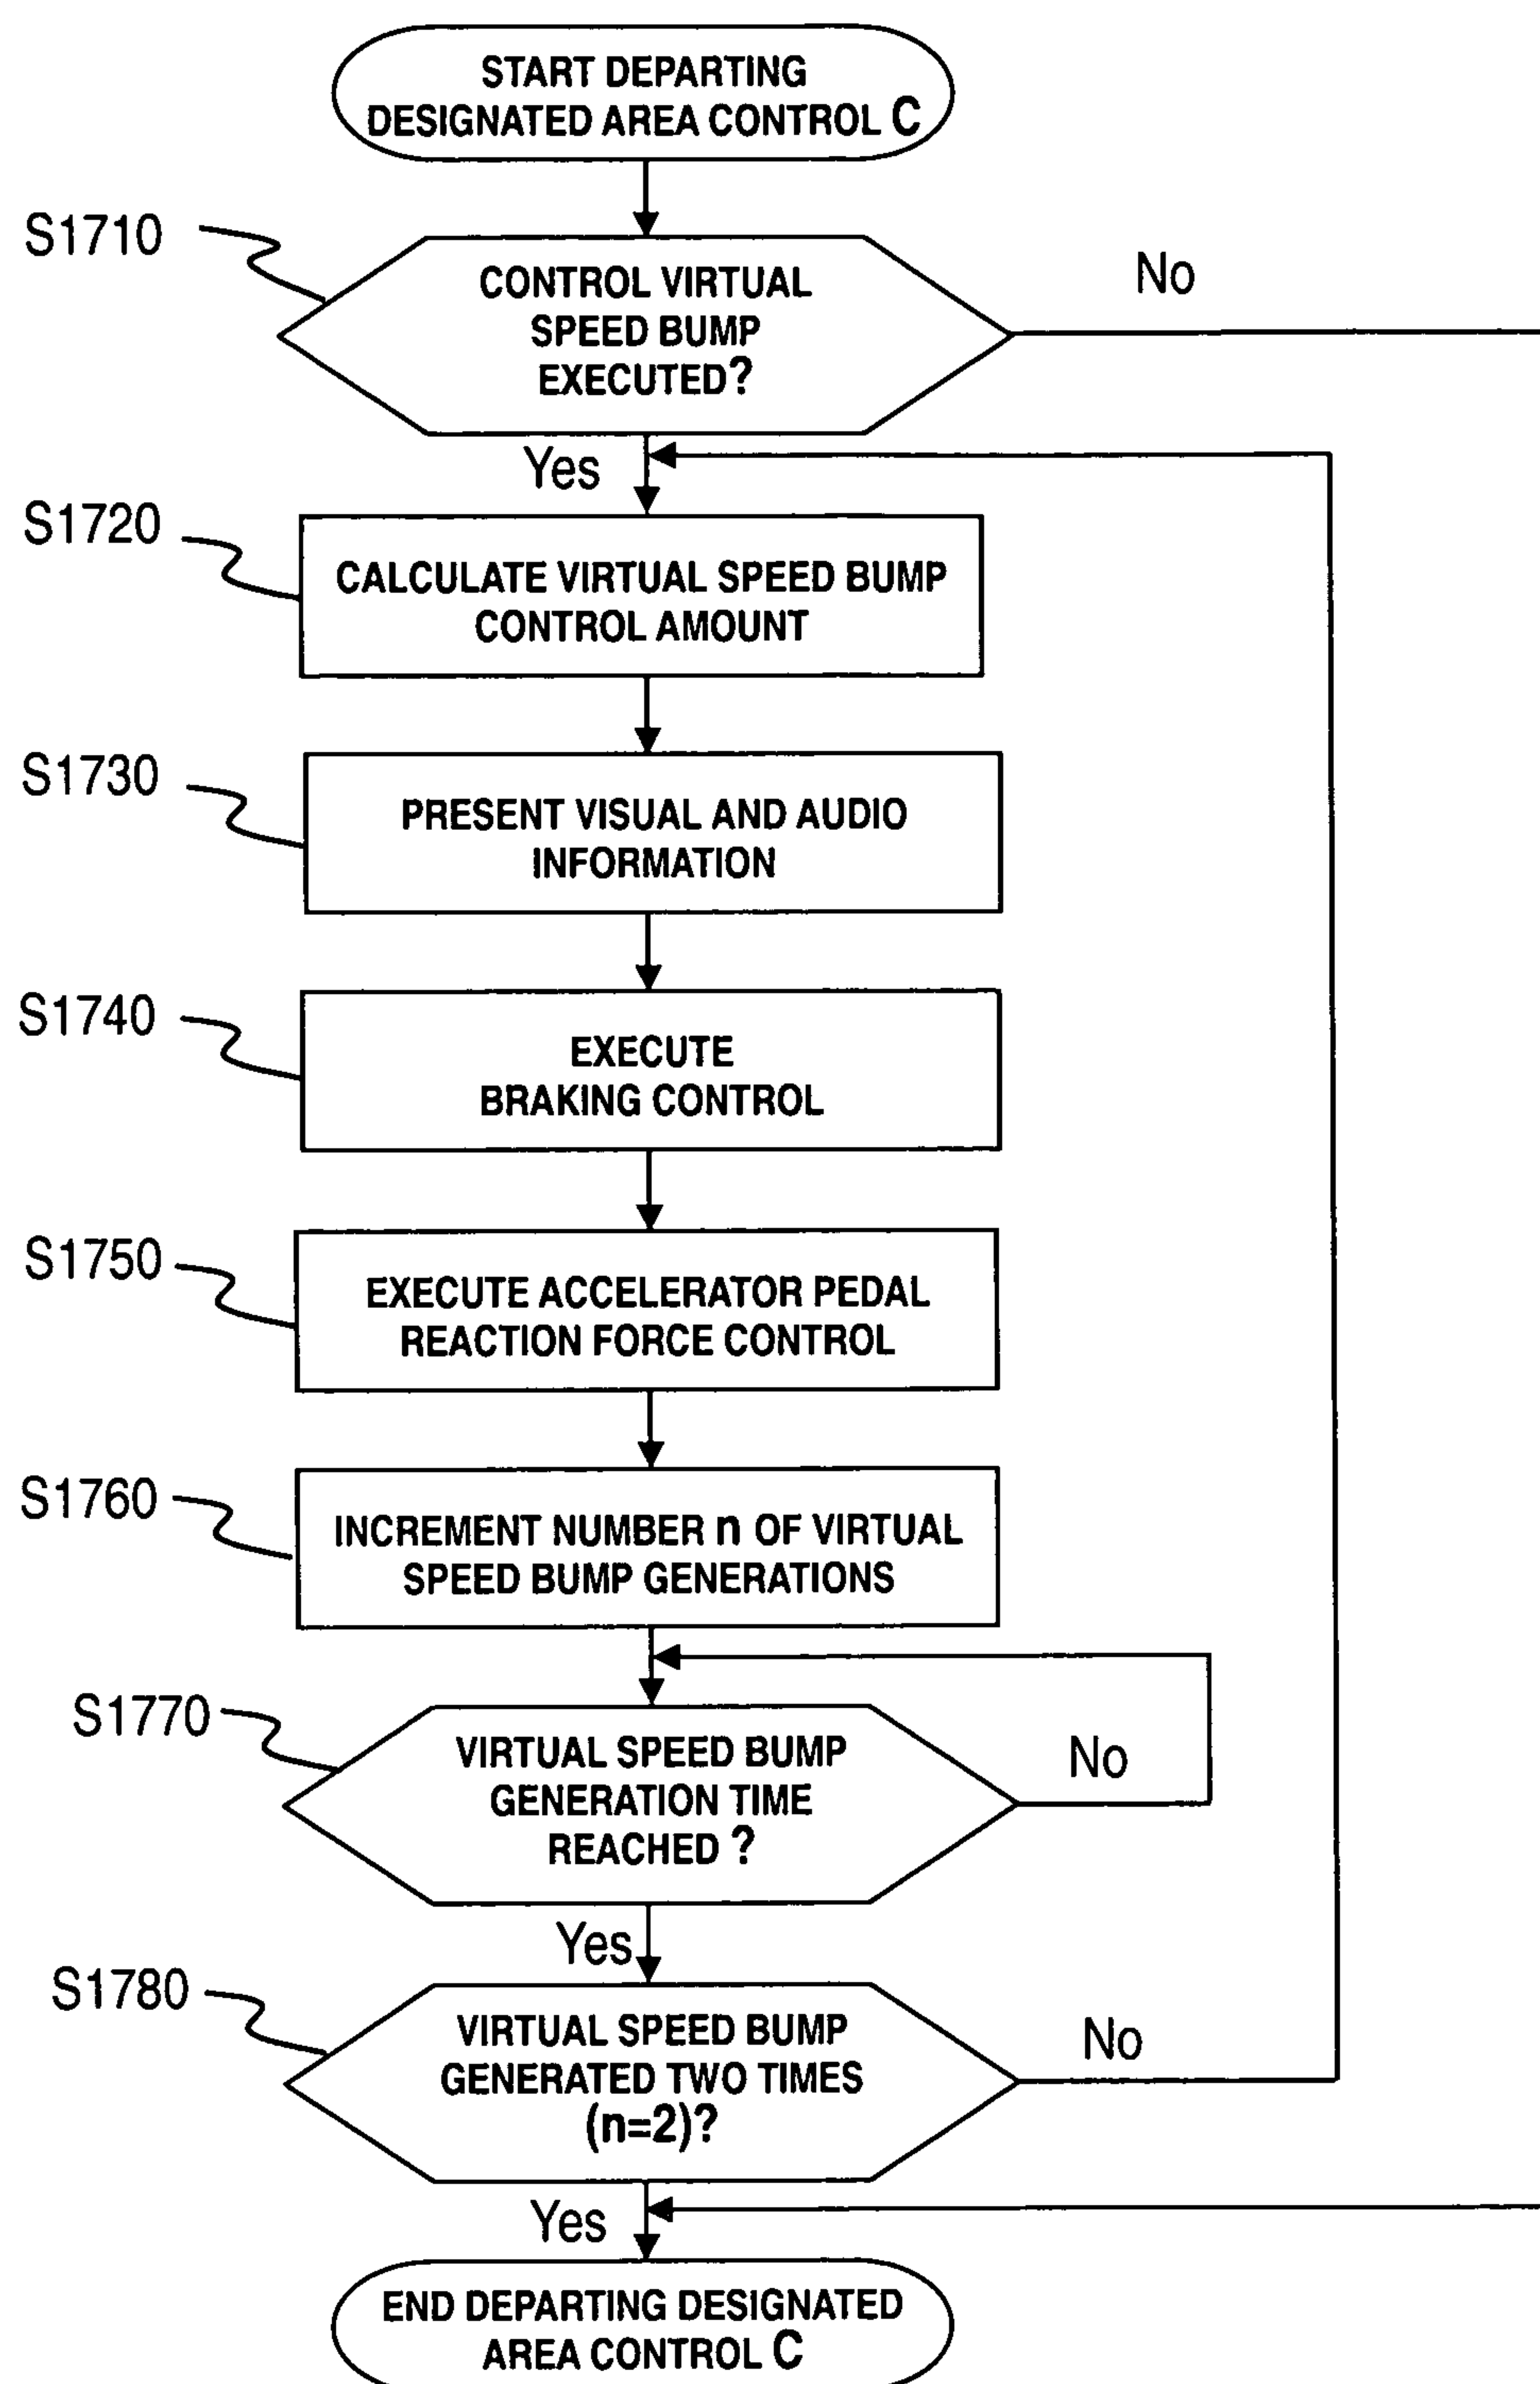 START DEPARTING
DESIGNATED AREA CONTROL C
S1710
CONTROL VIRTUAL
SPEED BUMP
EXECUTED?
No
Yes
S1720
CALCULATE VIRTUAL SPEED BUMP
CONTROL AMOUNT
S1730
PRESENT VISUAL AND AUDIO
INFORMATION
S1740
EXECUTE
BRAKING CONTROL
S1750
EXECUTE ACCELERATOR PEDAL
REACTION FORCE CONTROL
S1760
INCREMENT NUMBER n OF VIRTUAL
SPEED BUMP GENERATIONS
S1770
VIRTUAL SPEED BUMP
GENERATION TIME
REACHED ?
No
Yes
S1780
VIRTUAL SPEED BUMP
GENERATED TWO TIMES
(n=2)?
No
Yes
END DEPARTING DESIGNATED
AREA CONTROL C